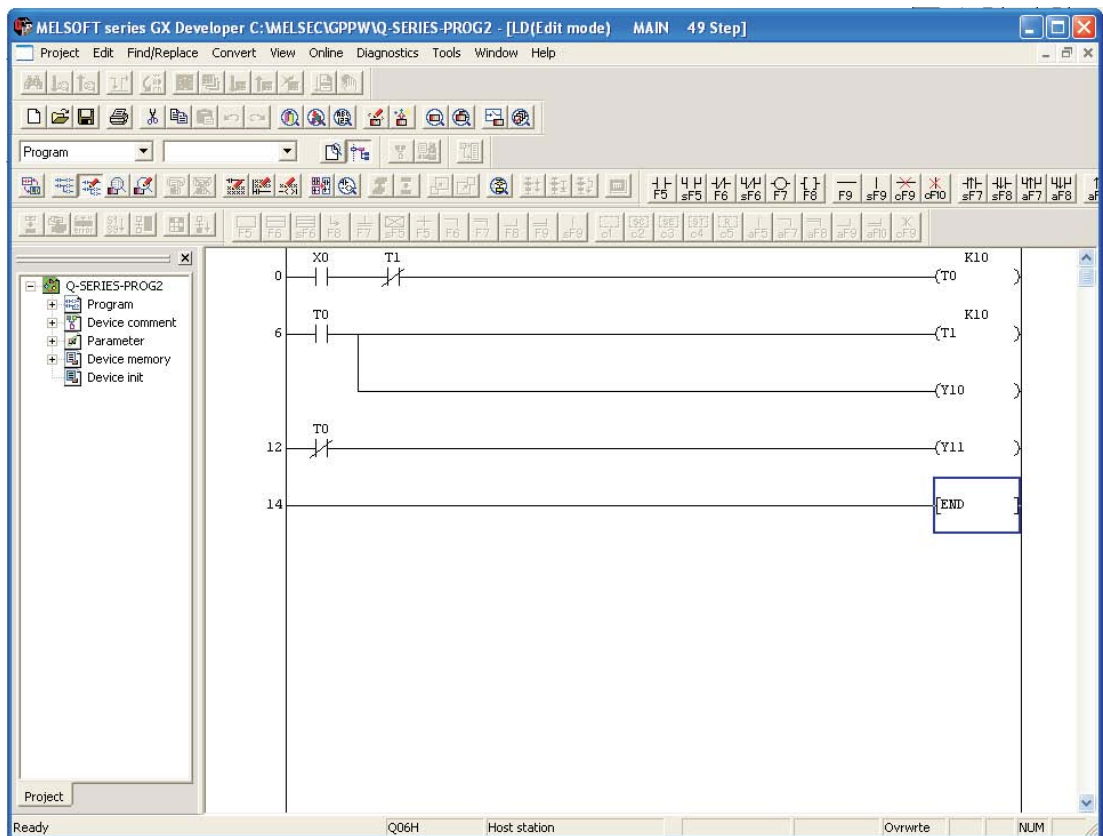 MELSOFT series GX Developer C:\MELSEC\GPPW\Q-SERIES-PROG2 - [LD(Edit mode) MAIN 49 Step]
Project Edit Find/Replace Convert View Online Diagnostics Tools Window Help
Program
F5 sF5 F6 sF6 F7 F8 F9 sF9 cF9 cF10 sF7 sF8 aF7 aF8
F5 F6 sF6 F8 F7 sF5 F5 F6 F7 F8 F9 sF9 c1 c2 c3 c4 c5 aF5 aF7 aF8 aF9 aF10 cF9
Q-SERIES-PROG2
Program
Device comment
Parameter
Device memory
Device init
Project
X0 T1 K10
0 (T0 )
T0 K10
6 (T1 )
(Y10 )
T0
12 (Y11 )
14 [END ]
Ready Q06H Host station Ovrwrte NUM